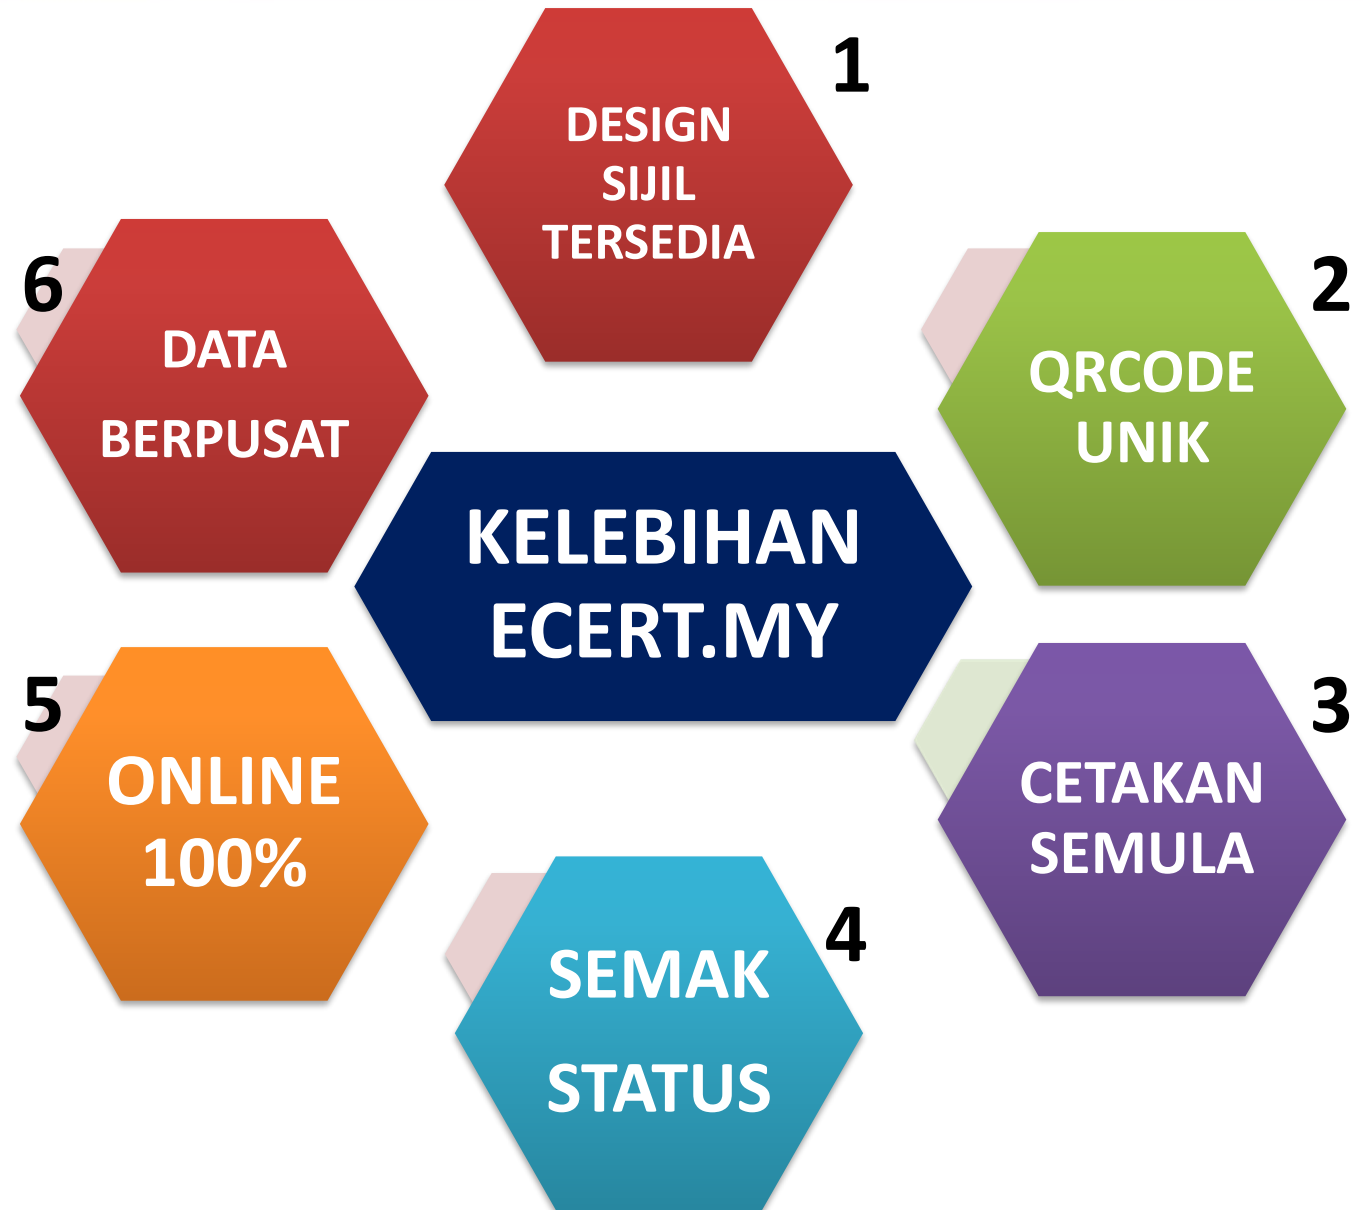 KELEBIHAN
ECERT.MY
1
DESIGN
SIJIL
TERSEDIA
2
QRCODE
UNIK
3
CETAKAN
SEMULA
4
SEMAK
STATUS
5
ONLINE
100%
6
DATA
BERPUSAT